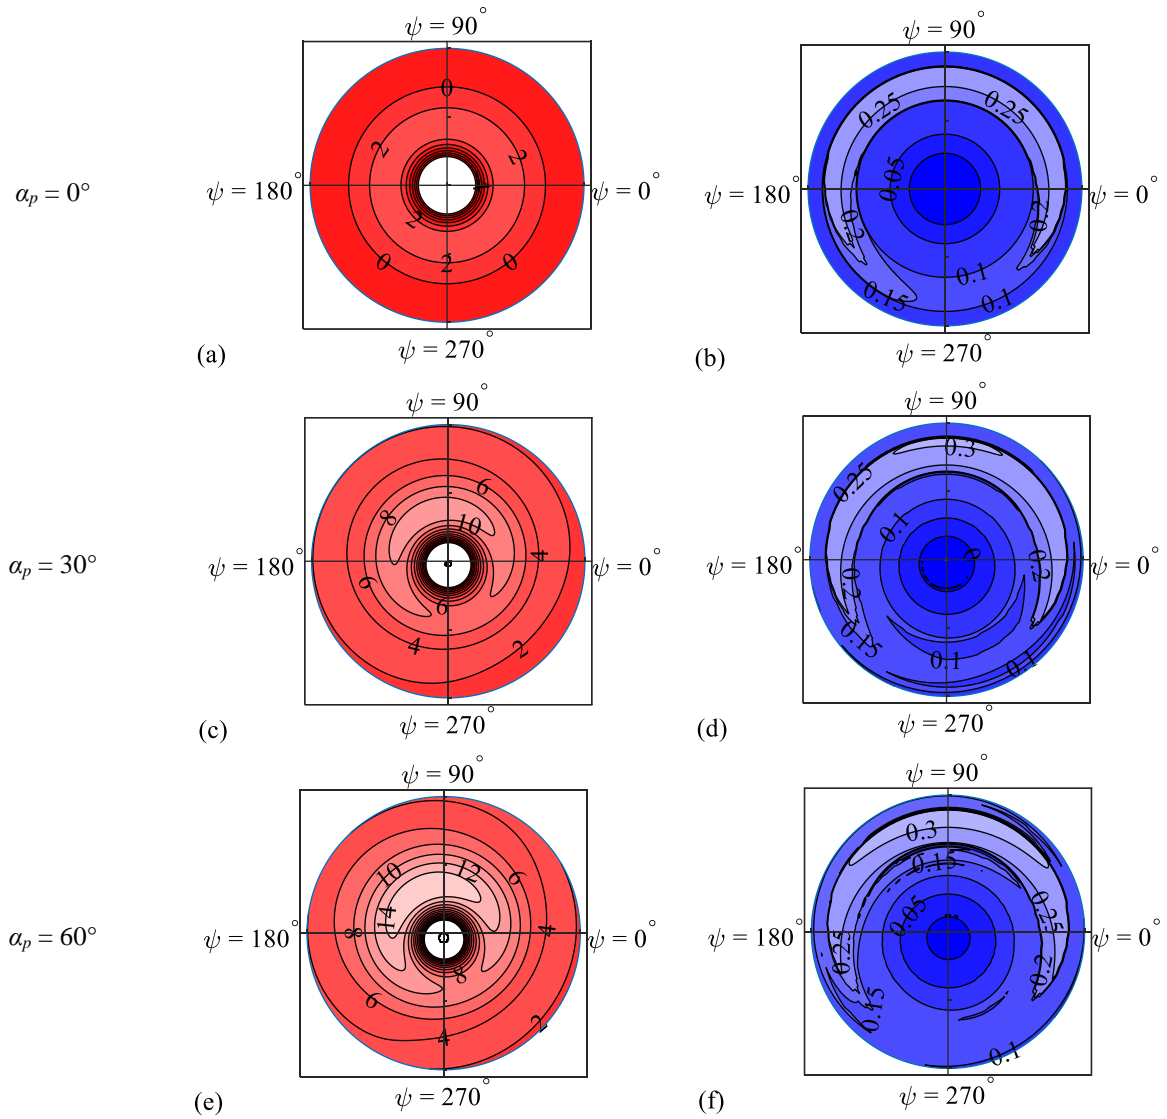 ψ = 90°
ψ = 90°
0
2
2
4
2
2
0
0
α_p = 0°
ψ = 180°
ψ = 0°
0.25
0.25
0.05
0.2
0.2
0.1
0.15
0.1
ψ = 180°
ψ = 0°
(a)
ψ = 270°
(b)
ψ = 270°
ψ = 90°
ψ = 90°
6
8
10
4
6
6
4
2
α_p = 30°
ψ = 180°
ψ = 0°
0.3
0.25
0.1
0
0.2
0.2
0.15
0.1
0.1
ψ = 180°
ψ = 0°
(c)
ψ = 270°
(d)
ψ = 270°
ψ = 90°
ψ = 90°
10
12
6
14
8
4
8
6
4
2
α_p = 60°
ψ = 180°
ψ = 0°
0.3
0.15
0.05
0.25
0.25
0.2
0.15
0.1
ψ = 180°
ψ = 0°
(e)
ψ = 270°
(f)
ψ = 270°